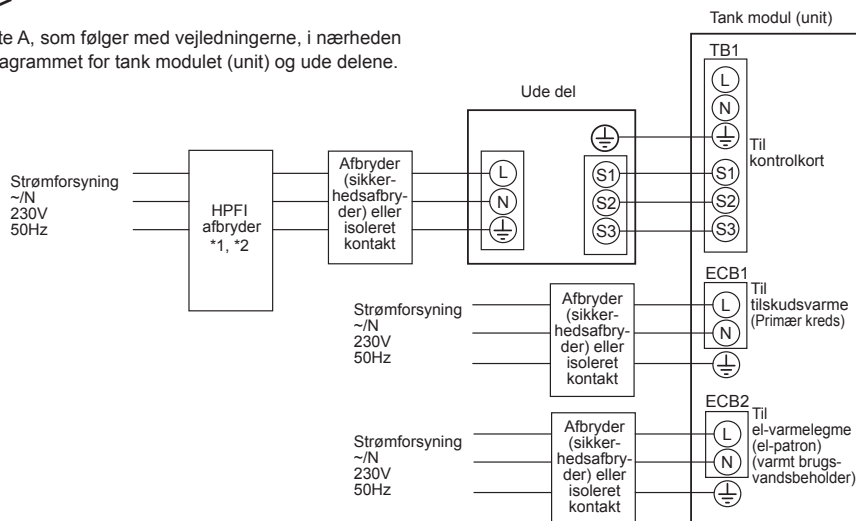 A, som følger med vejledningerne, i nærheden
for tank modulet (unit) og ude delene.
Tank modul (unit)
TB1
L
N
Til
kontrolkort
S1
S2
S3
Ude del
L
N
S1
S2
S3
Strømforsyning
~/N
230V
50Hz
HPFI
afbryder
*1, *2
Afbryder
(sikker-
hedsafbry-
der) eller
isoleret
kontakt
ECB1
Til
tilskudsvarme
(Primær kreds)
L
N
Strømforsyning
~/N
230V
50Hz
Afbryder
(sikker-
hedsafbry-
der) eller
isoleret
kontakt
ECB2
Til
el-varmelegme
(el-patron)
(varmt brugs-
vandsbeholder)
L
N
Strømforsyning
~/N
230V
50Hz
Afbryder
(sikker-
hedsafbry-
der) eller
isoleret
kontakt